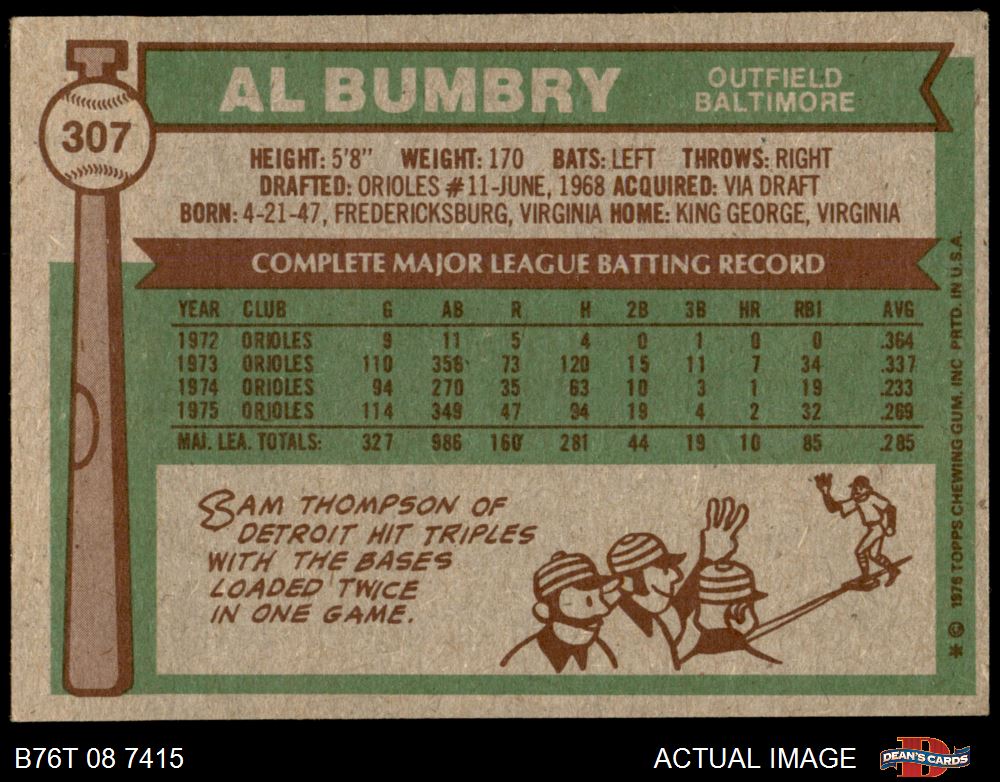 AL BUMBRY
OUTFIELD
BALTIMORE
307
HEIGHT: 5'8" WEIGHT: 170 BATS: LEFT THROWS: RIGHT
DRAFTED: ORIOLES #11-JUNE, 1968 ACQUIRED: VIA DRAFT
BORN: 4-21-47, FREDERICKSBURG, VIRGINIA HOME: KING GEORGE, VIRGINIA
COMPLETE MAJOR LEAGUE BATTING RECORD
YEAR CLUB G AB R H 2B 3B HR RBI AVG
1972 ORIOLES 9 11 5 4 0 1 0 0 .364
1973 ORIOLES 110 356 73 120 15 11 7 34 .337
1974 ORIOLES 94 270 35 63 10 3 1 19 .233
1975 ORIOLES 114 349 47 94 19 4 2 32 .269
MAJ. LEA. TOTALS: 327 986 160 281 44 19 10 85 .285
SAM THOMPSON OF
DETROIT HIT TRIPLES
WITH THE BASES
LOADED TWICE
IN ONE GAME.
* © 1976 TOPPS CHEWING GUM, INC. PRTD. IN U.S.A.
B76T 08 7415
ACTUAL IMAGE
DEAN'S CARDS